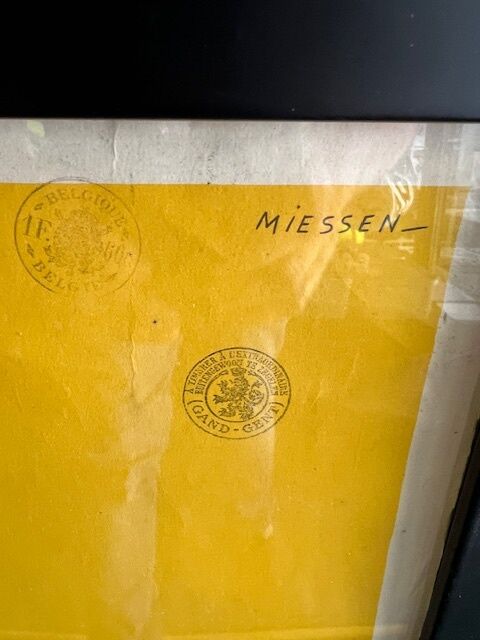 BELGIQUE
1F. 60
BELGIË
MiESSEN
À TIMBRER À L'EXTRAORDINAIRE
BUITENGEWOON TE ZEGELEN
GAND-GENT